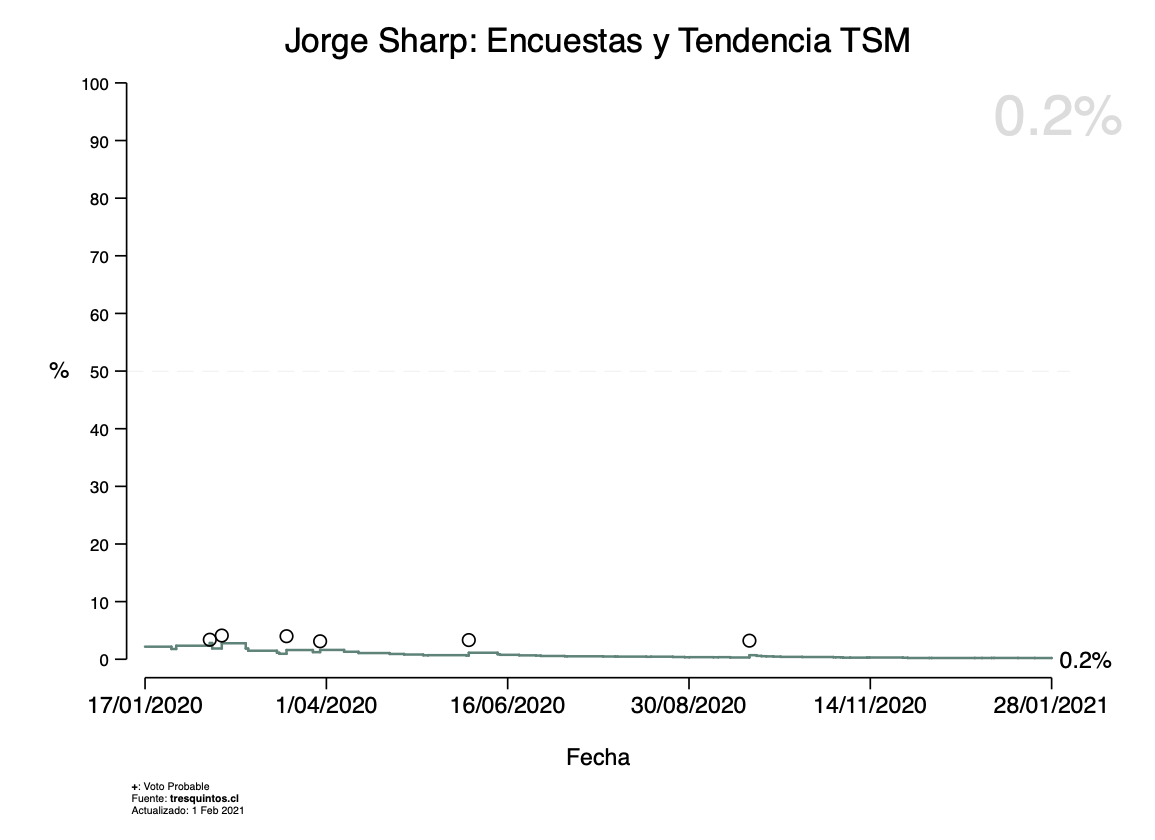 Jorge Sharp: Encuestas y Tendencia TSM
0.2%
100
90
80
70
60
50
40
30
20
10
0
%
0.2%
17/01/2020 1/04/2020 16/06/2020 30/08/2020 14/11/2020 28/01/2021
Fecha
+: Voto Probable
Fuente: tresquintos.cl
Actualizado: 1 Feb 2021